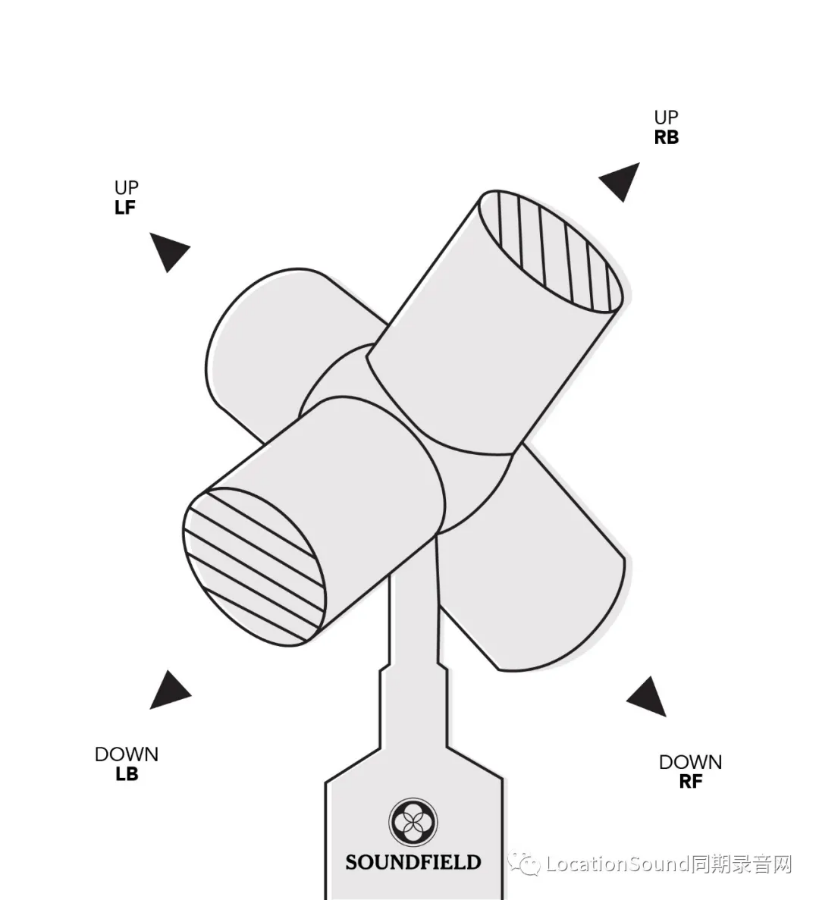 UP
RB
UP
LF
DOWN
LB
DOWN
RF
SOUNDFIELD
LocationSound同期录音网